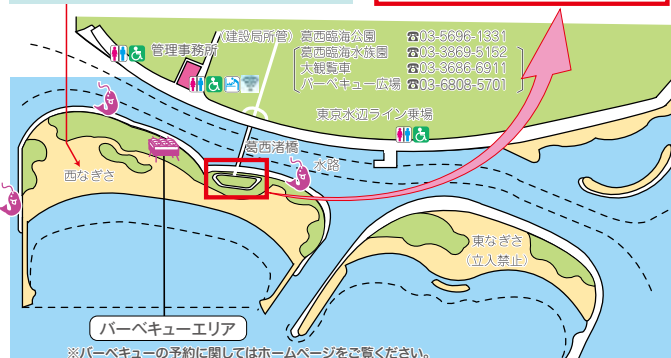 (建設局所管) 葛西臨海公園 ☎03-5696-1331
葛西臨海水族園 ☎03-3869-5152
大観覧車 ☎03-3686-6911
バーベキュー広場 ☎03-6808-5701
管理事務所
東京水辺ライン乗場
葛西渚橋
水路
西なぎさ
東なぎさ
(立入禁止)
バーベキューエリア
※バーベキューの予約に関してはホームページをご覧ください。